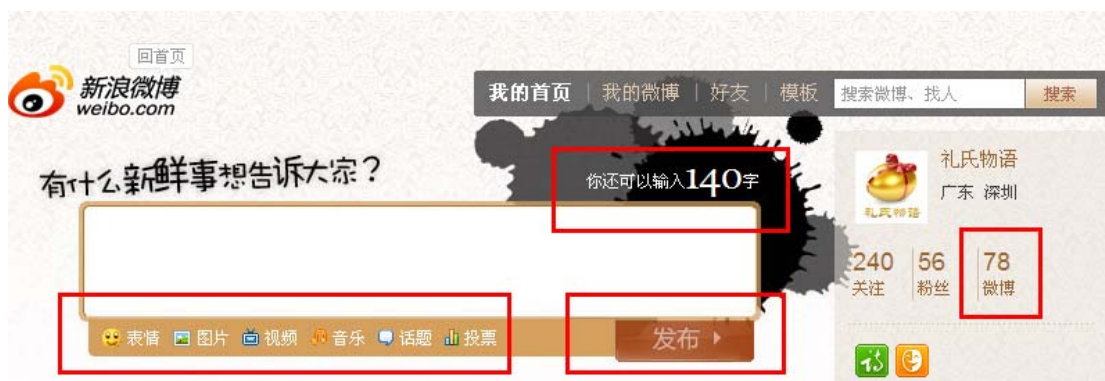 回首页
新浪微博
weibo.com
我的首页 | 我的微博 | 好友 | 模板
搜索微博、找人
搜索
有什么新鲜事想告诉大家?
你还可以输入140字
礼氏物语
广东 深圳
礼氏物语
240 56 78
关注 粉丝 微博
表情 图片 视频 音乐 话题 投票
发布